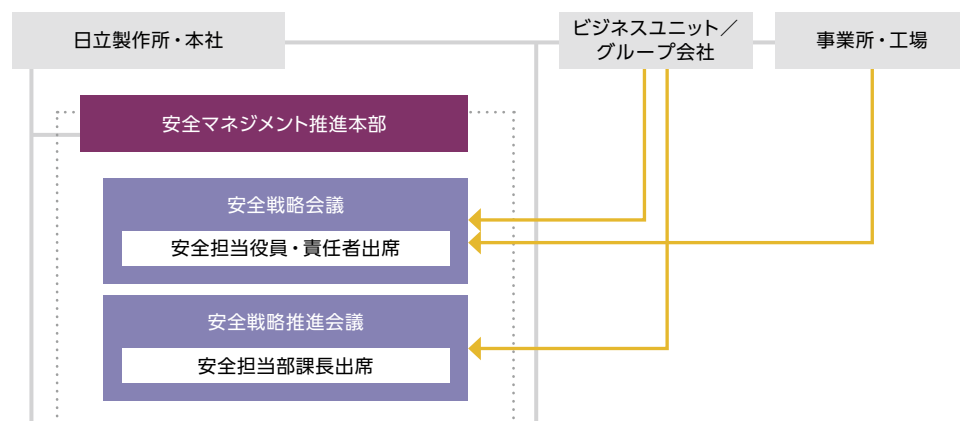 日立製作所・本社
ビジネスユニット／
グループ会社
事業所・工場
安全マネジメント推進本部
安全戦略会議
安全担当役員・責任者出席
安全戦略推進会議
安全担当部課長出席